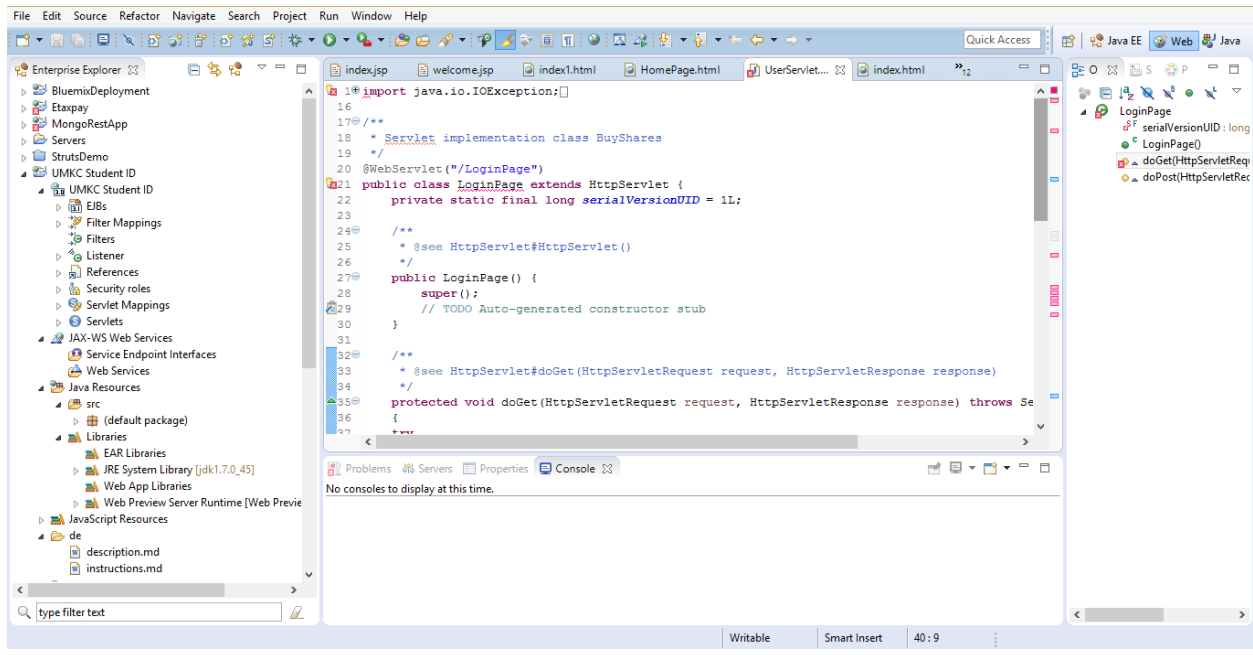 File Edit Source Refactor Navigate Search Project Run Window Help
Quick Access
Java EE
Web
Java
Enterprise Explorer
BluemixDeployment
Etaxpay
MongoRestApp
Servers
StrutsDemo
UMKC Student ID
UMKC Student ID
EJBs
Filter Mappings
Filters
Listener
References
Security roles
Servlet Mappings
Servlets
JAX-WS Web Services
Service Endpoint Interfaces
Web Services
Java Resources
src
(default package)
Libraries
EAR Libraries
JRE System Library [jdk1.7.0_45]
Web App Libraries
Web Preview Server Runtime [Web Previe
JavaScript Resources
de
description.md
instructions.md
type filter text
index.jsp welcome.jsp index1.html HomePage.html UserServlet.... index.html »12
1 import java.io.IOException;
16
17 /**
18 * Servlet implementation class BuyShares
19 */
20 @WebServlet("/LoginPage")
21 public class LoginPage extends HttpServlet {
22 private static final long serialVersionUID = 1L;
23
24 /**
25 * @see HttpServlet#HttpServlet()
26 */
27 public LoginPage() {
28 super();
29 // TODO Auto-generated constructor stub
30 }
31
32 /**
33 * @see HttpServlet#doGet(HttpServletRequest request, HttpServletResponse response)
34 */
35 protected void doGet(HttpServletRequest request, HttpServletResponse response) throws Se
36 {
37 try
Problems Servers Properties Console
No consoles to display at this time.
O S P
LoginPage
serialVersionUID : long
LoginPage()
doGet(HttpServletRequ
doPost(HttpServletRec
Writable Smart Insert 40 : 9